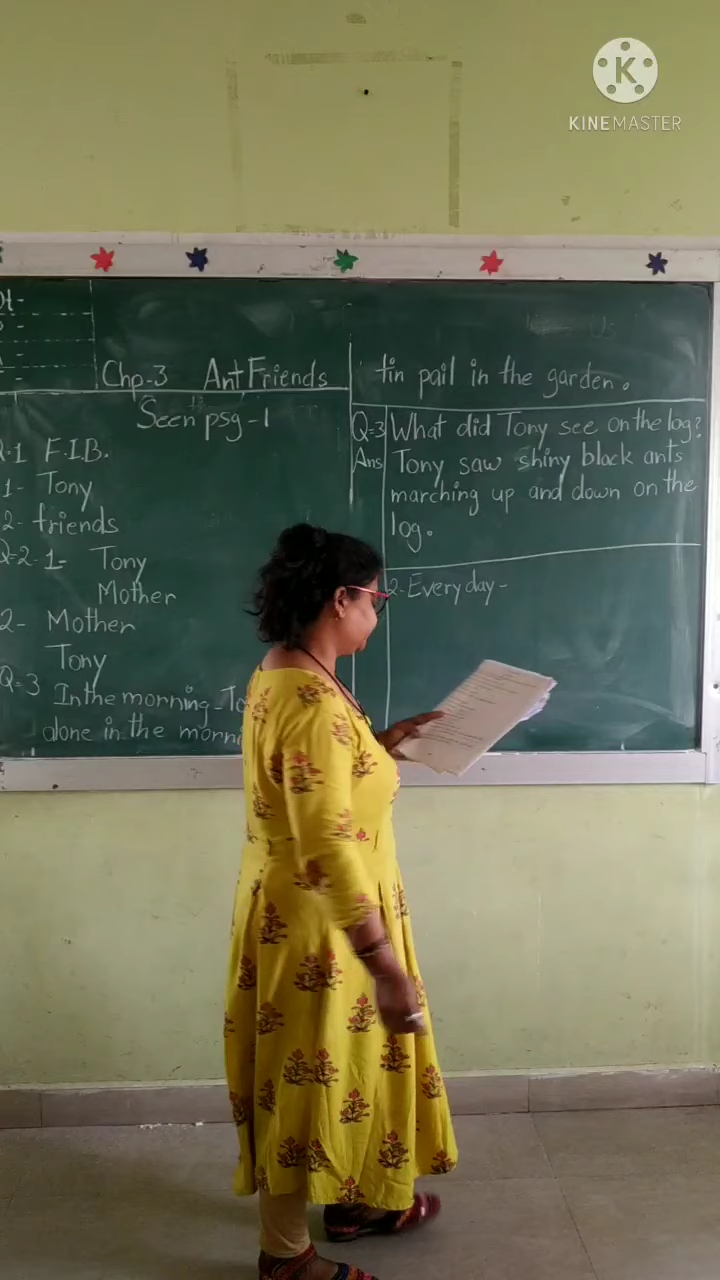 KINEMASTER
Chp-3 Ant Friends
Seen psg-1
Q.1 F.I.B.
1- Tony
2- friends
Q=2-1= Tony
Mother
2- Mother
Tony
Q=3
In the morning-
alone in the
tin pail in the garden.
Q=3 What did Tony see on the log?
Ans Tony saw shiny black ants
marching up and down on the
log.
2-Every day-